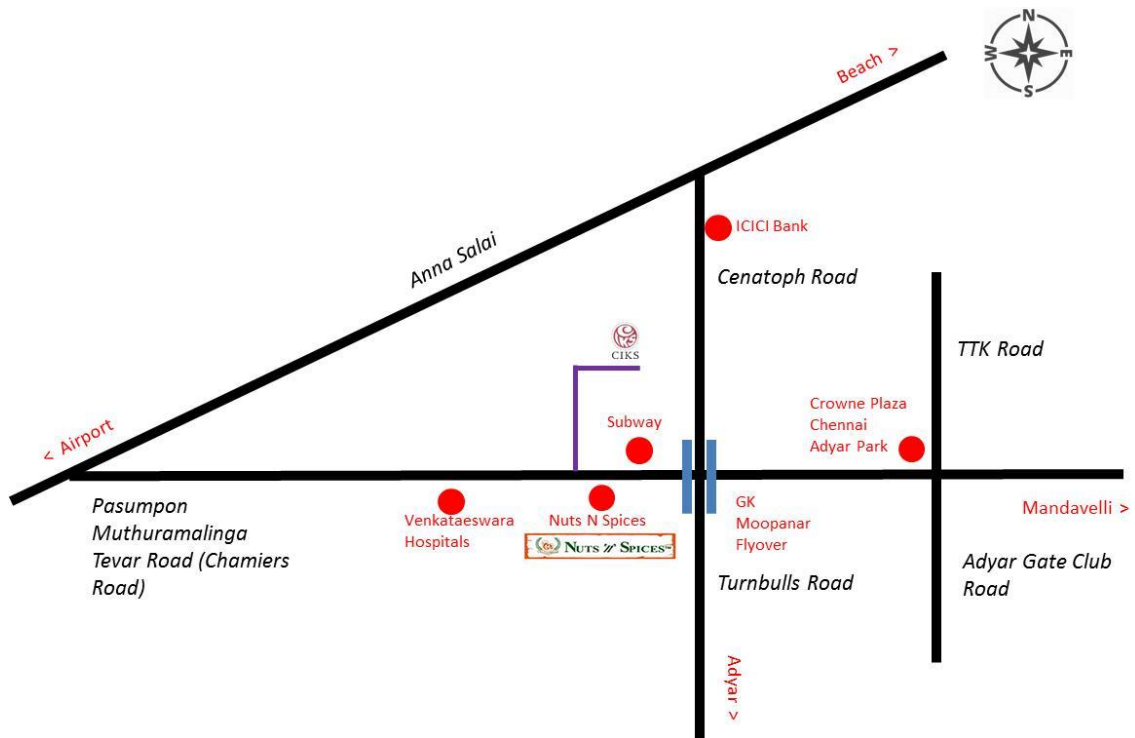 N
W
E
S
Beach >
ICICI Bank
Anna Salai
Cenatoph Road
CIKS
TTK Road
Crowne Plaza
Chennai
Adyar Park
Subway
< Airport
Pasumpon
Muthuramalinga
Tevar Road (Chamiers
Road)
Venkataeswara
Hospitals
Nuts N Spices
NUTS 'N' SPICES
GK
Moopanar
Flyover
Mandavelli >
Turnbulls Road
Adyar Gate Club
Road
Adyar >